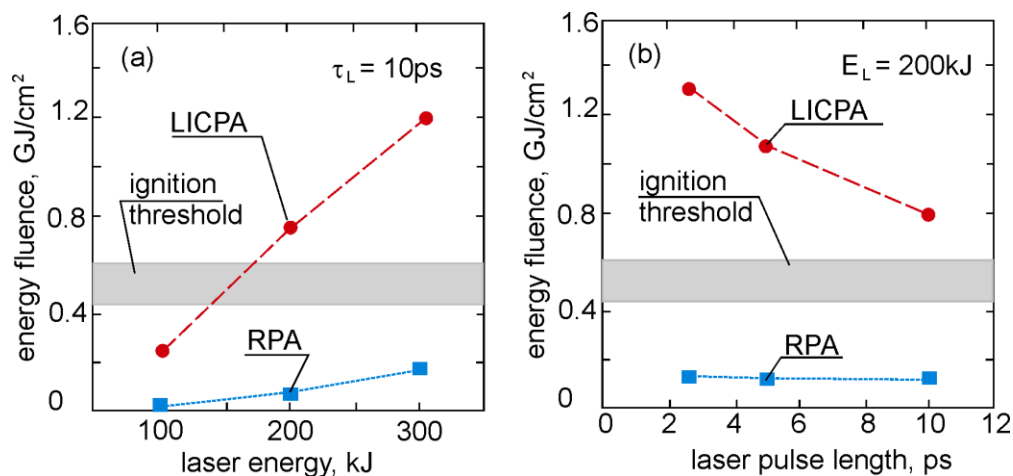 (a)
τL = 10ps
LICPA
ignition
threshold
RPA
energy fluence, GJ/cm²
1.6
1.2
0.8
0.4
0
100
200
300
laser energy, kJ
(b)
EL = 200kJ
LICPA
ignition
threshold
RPA
energy fluence, GJ/cm²
1.6
1.2
0.8
0.4
0
0
2
4
6
8
10
12
laser pulse length, ps